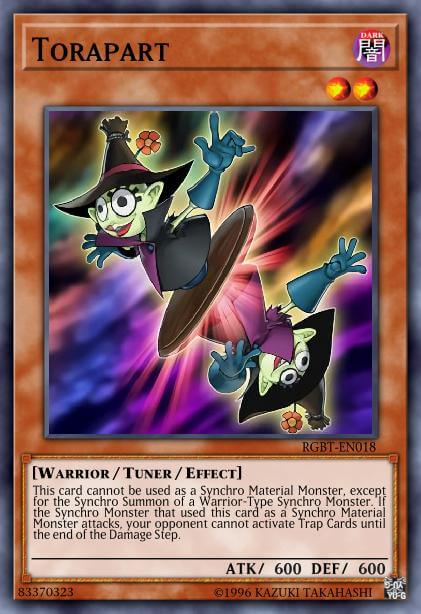 TORAPART
DARK
闇
RGBT-EN018
[WARRIOR / TUNER / EFFECT]
This card cannot be used as a Synchro Material Monster, except
for the Synchro Summon of a Warrior-Type Synchro Monster. If
the Synchro Monster that used this card as a Synchro Material
Monster attacks, your opponent cannot activate Trap Cards until
the end of the Damage Step.
ATK/ 600 DEF/ 600
83370323
©1996 KAZUKI TAKAHASHI